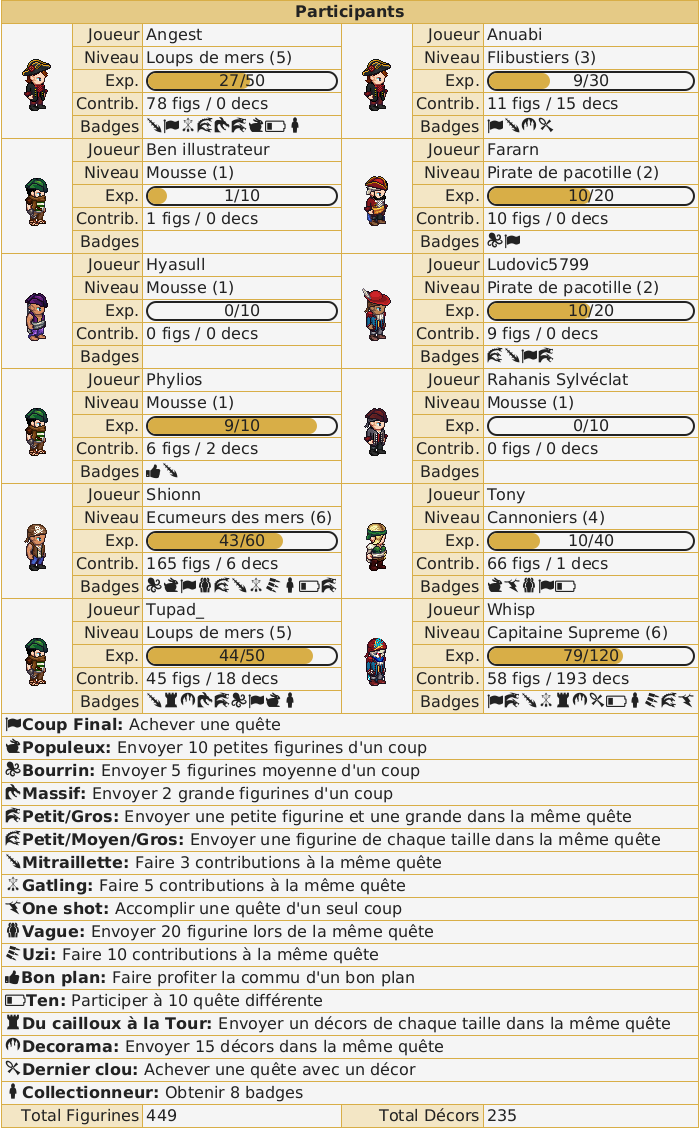 Participants
Joueur Angest Joueur Anuabi
Niveau Loups de mers (5) Niveau Flibustiers (3)
Exp. 27/50 Exp. 9/30
Contrib. 78 figs / 0 decs Contrib. 11 figs / 15 decs
Badges Badges
Joueur Ben illustrateur Joueur Fararn
Niveau Mousse (1) Niveau Pirate de pacotille (2)
Exp. 1/10 Exp. 10/20
Contrib. 1 figs / 0 decs Contrib. 10 figs / 0 decs
Badges Badges
Joueur Hyasull Joueur Ludovic5799
Niveau Mousse (1) Niveau Pirate de pacotille (2)
Exp. 0/10 Exp. 10/20
Contrib. 0 figs / 0 decs Contrib. 9 figs / 0 decs
Badges Badges
Joueur Phylios Joueur Rahanis Sylvéclat
Niveau Mousse (1) Niveau Mousse (1)
Exp. 9/10 Exp. 0/10
Contrib. 6 figs / 2 decs Contrib. 0 figs / 0 decs
Badges Badges
Joueur Shionn Joueur Tony
Niveau Ecumeurs des mers (6) Niveau Cannoniers (4)
Exp. 43/60 Exp. 10/40
Contrib. 165 figs / 6 decs Contrib. 66 figs / 1 decs
Badges Badges
Joueur Tupad_ Joueur Whisp
Niveau Loups de mers (5) Niveau Capitaine Supreme (6)
Exp. 44/50 Exp. 79/120
Contrib. 45 figs / 18 decs Contrib. 58 figs / 193 decs
Badges Badges
Coup Final: Achever une quête
Populeux: Envoyer 10 petites figurines d'un coup
Bourrin: Envoyer 5 figurines moyenne d'un coup
Massif: Envoyer 2 grande figurines d'un coup
Petit/Gros: Envoyer une petite figurine et une grande dans la même quête
Petit/Moyen/Gros: Envoyer une figurine de chaque taille dans la même quête
Mitraillette: Faire 3 contributions à la même quête
Gatling: Faire 5 contributions à la même quête
One shot: Accomplir une quête d'un seul coup
Vague: Envoyer 20 figurine lors de la même quête
Uzi: Faire 10 contributions à la même quête
Bon plan: Faire profiter la commu d'un bon plan
Ten: Participer à 10 quête différente
Du cailloux à la Tour: Envoyer un décors de chaque taille dans la même quête
Decorama: Envoyer 15 décors dans la même quête
Dernier clou: Achever une quête avec un décor
Collectionneur: Obtenir 8 badges
Total Figurines 449 Total Décors 235